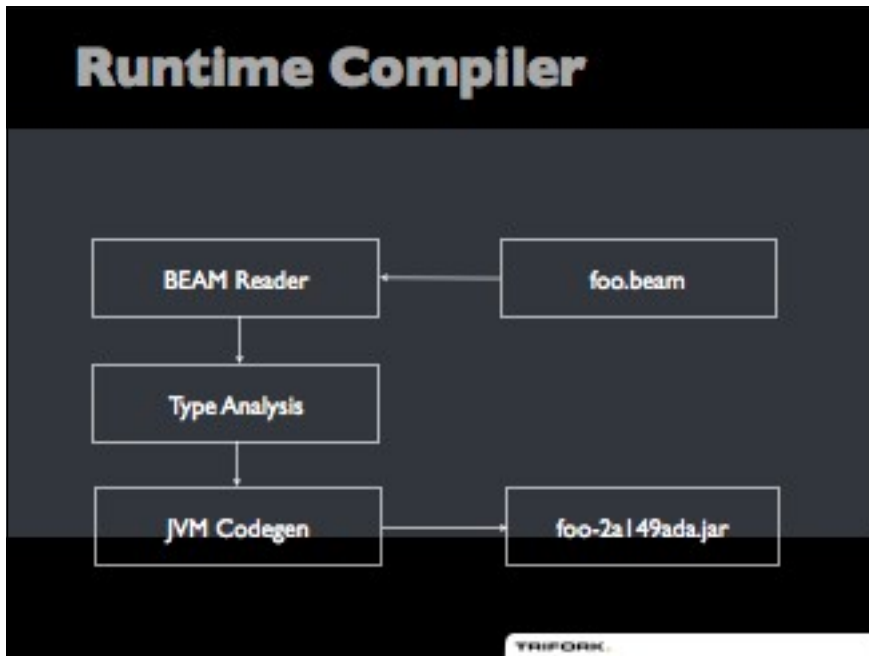 Runtime Compiler
BEAM Reader
foo.beam
Type Analysis
JVM Codegen
foo-2a149ada.jar
TRIFORK.